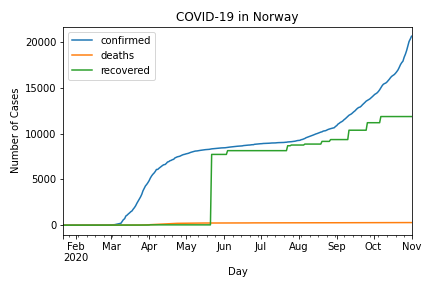 COVID-19 in Norway
confirmed
deaths
recovered
Number of Cases
20000
15000
10000
5000
0
Feb Mar Apr May Jun Jul Aug Sep Oct Nov
2020
Day